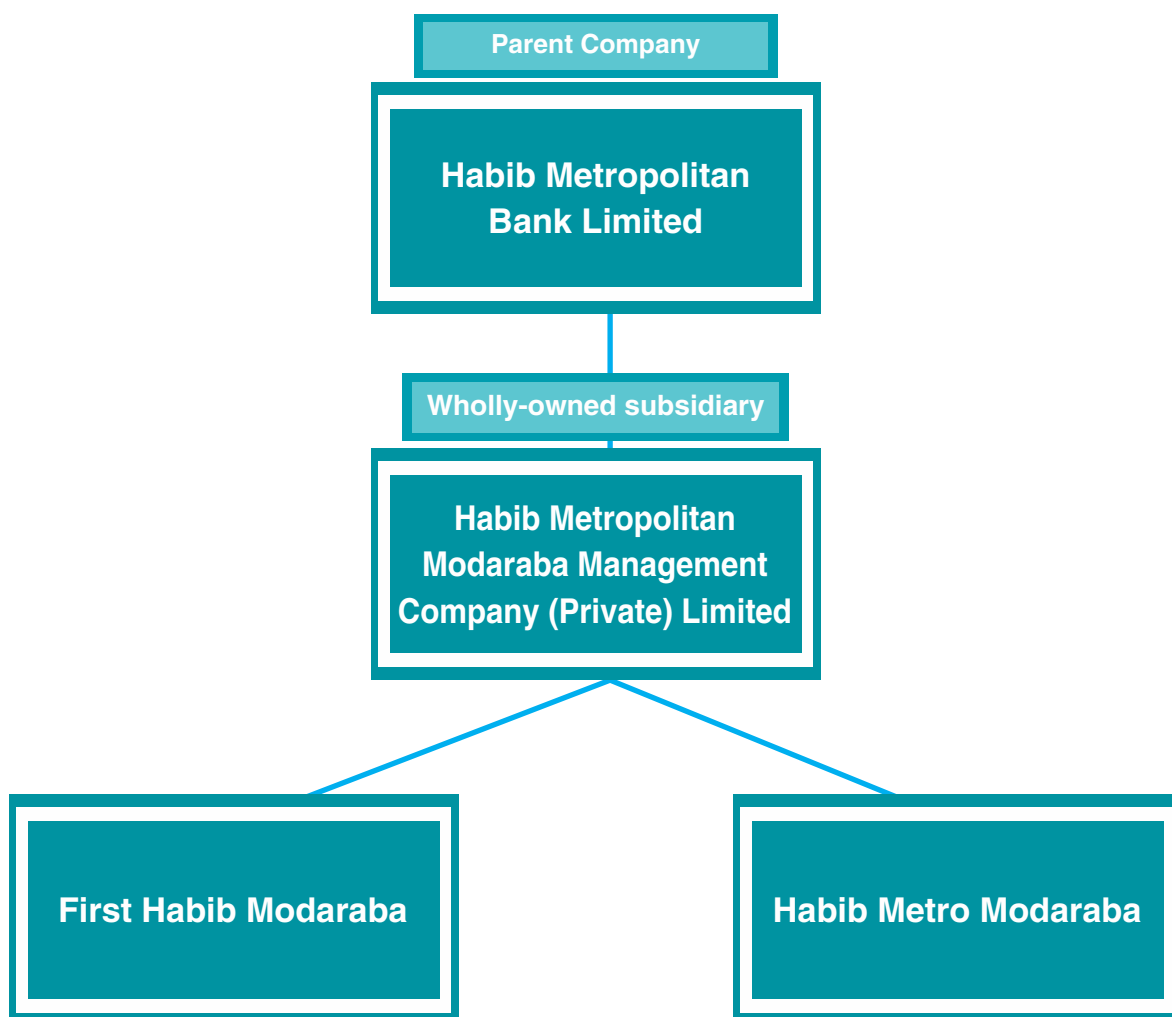 Parent Company
Habib Metropolitan
Bank Limited
Wholly-owned subsidiary
Habib Metropolitan
Modaraba Management
Company (Private) Limited
First Habib Modaraba
Habib Metro Modaraba